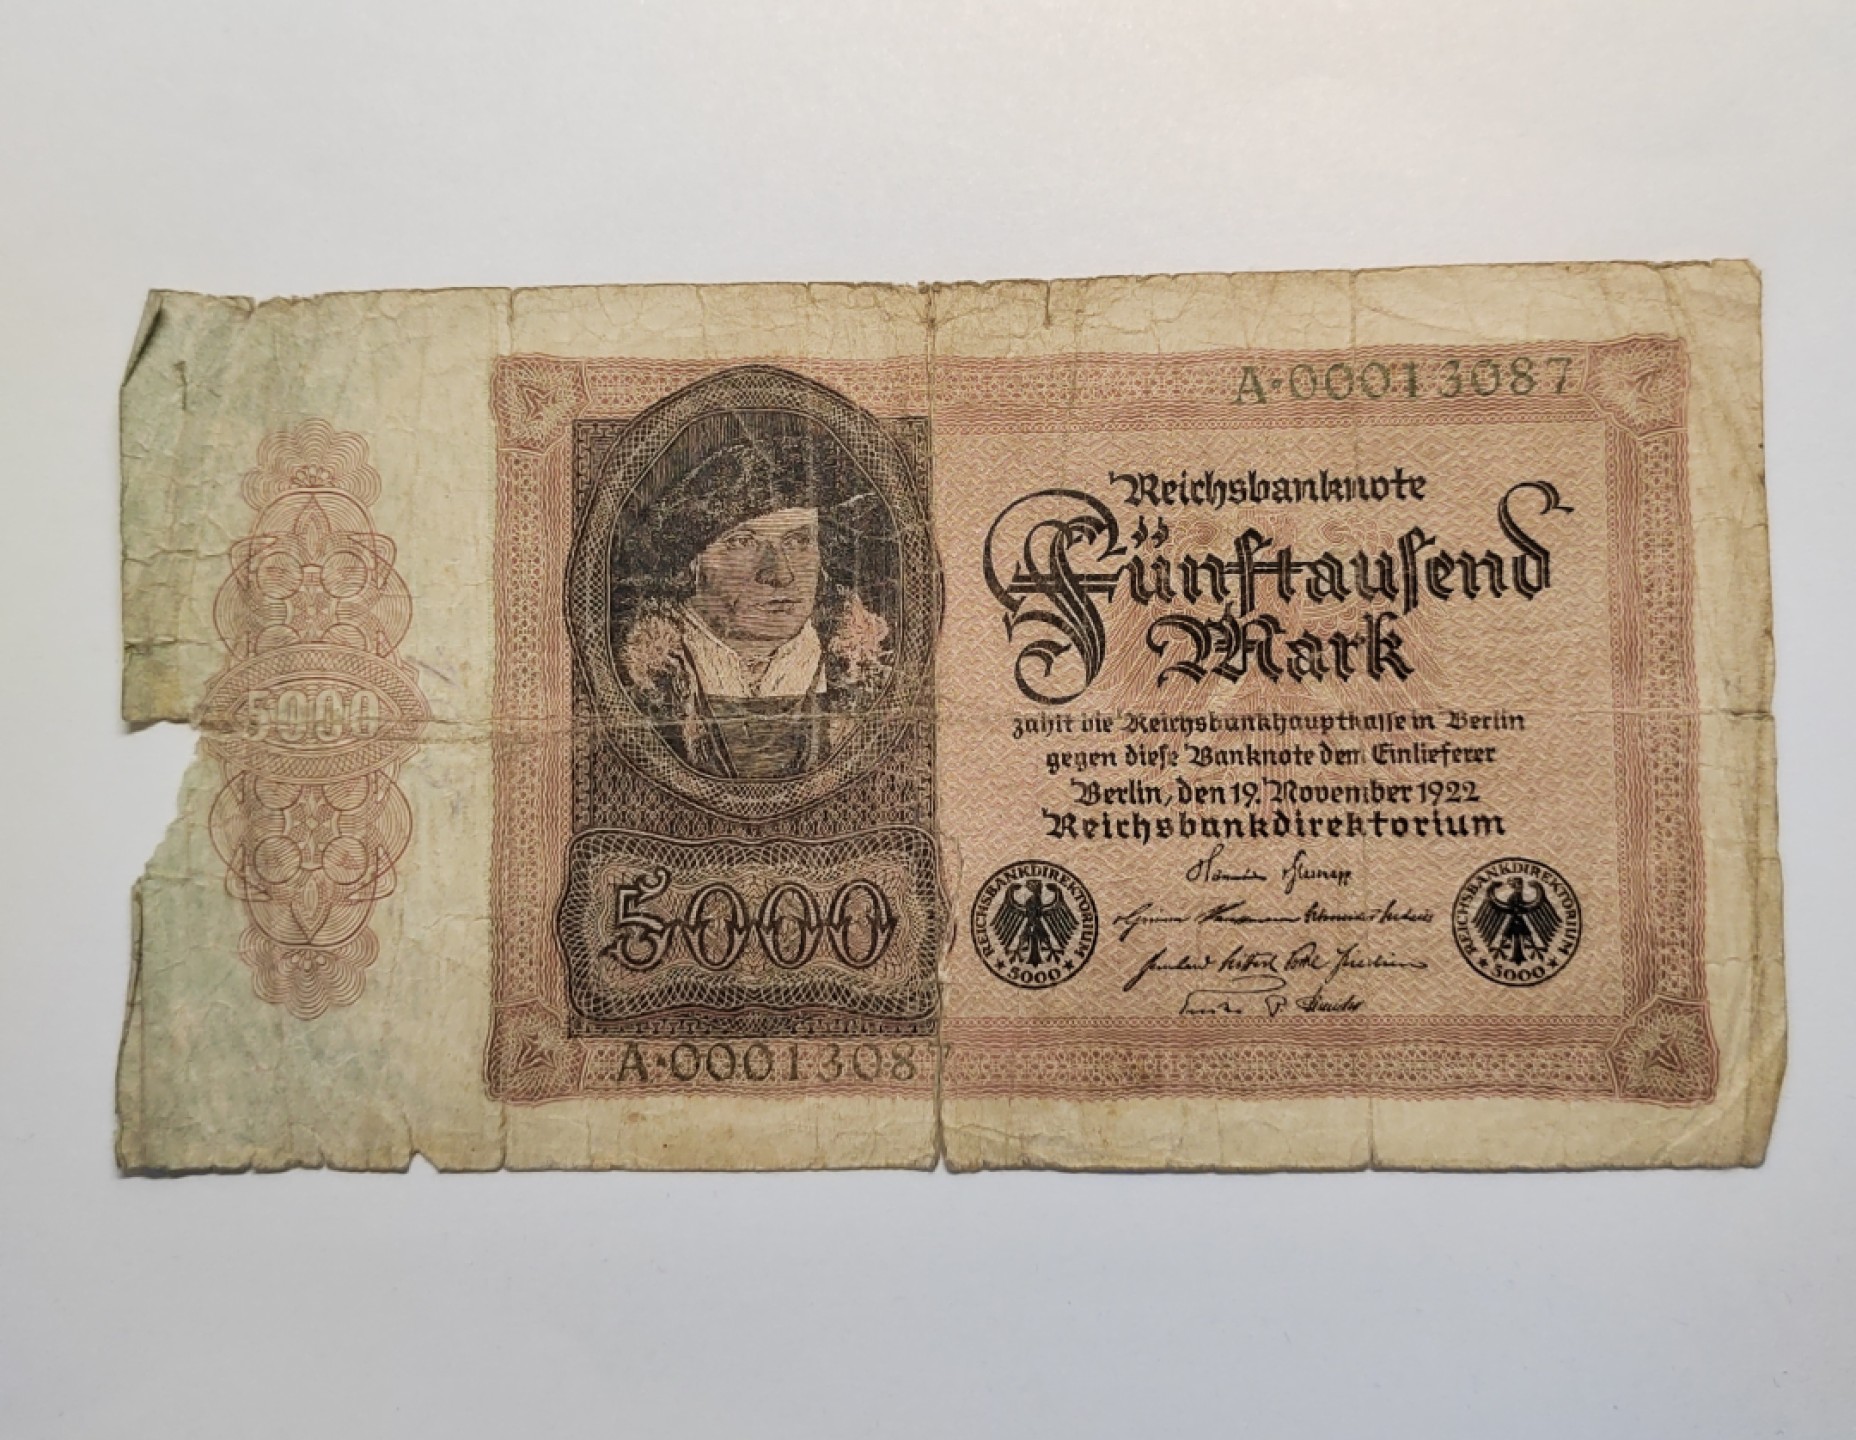 A·00013087
Reichsbanknote
Fünftausend
Mark
5000
zahlt die Reichsbankhauptkasse in Berlin
gegen diese Banknote dem Einlieferer
Berlin, den 19. November 1922
Reichsbankdirektorium
5000
REICHSBANKDIREKTORIUM
★ 5000 ★
REICHSBANKDIREKTORIUM
★ 5000 ★
A·00013087